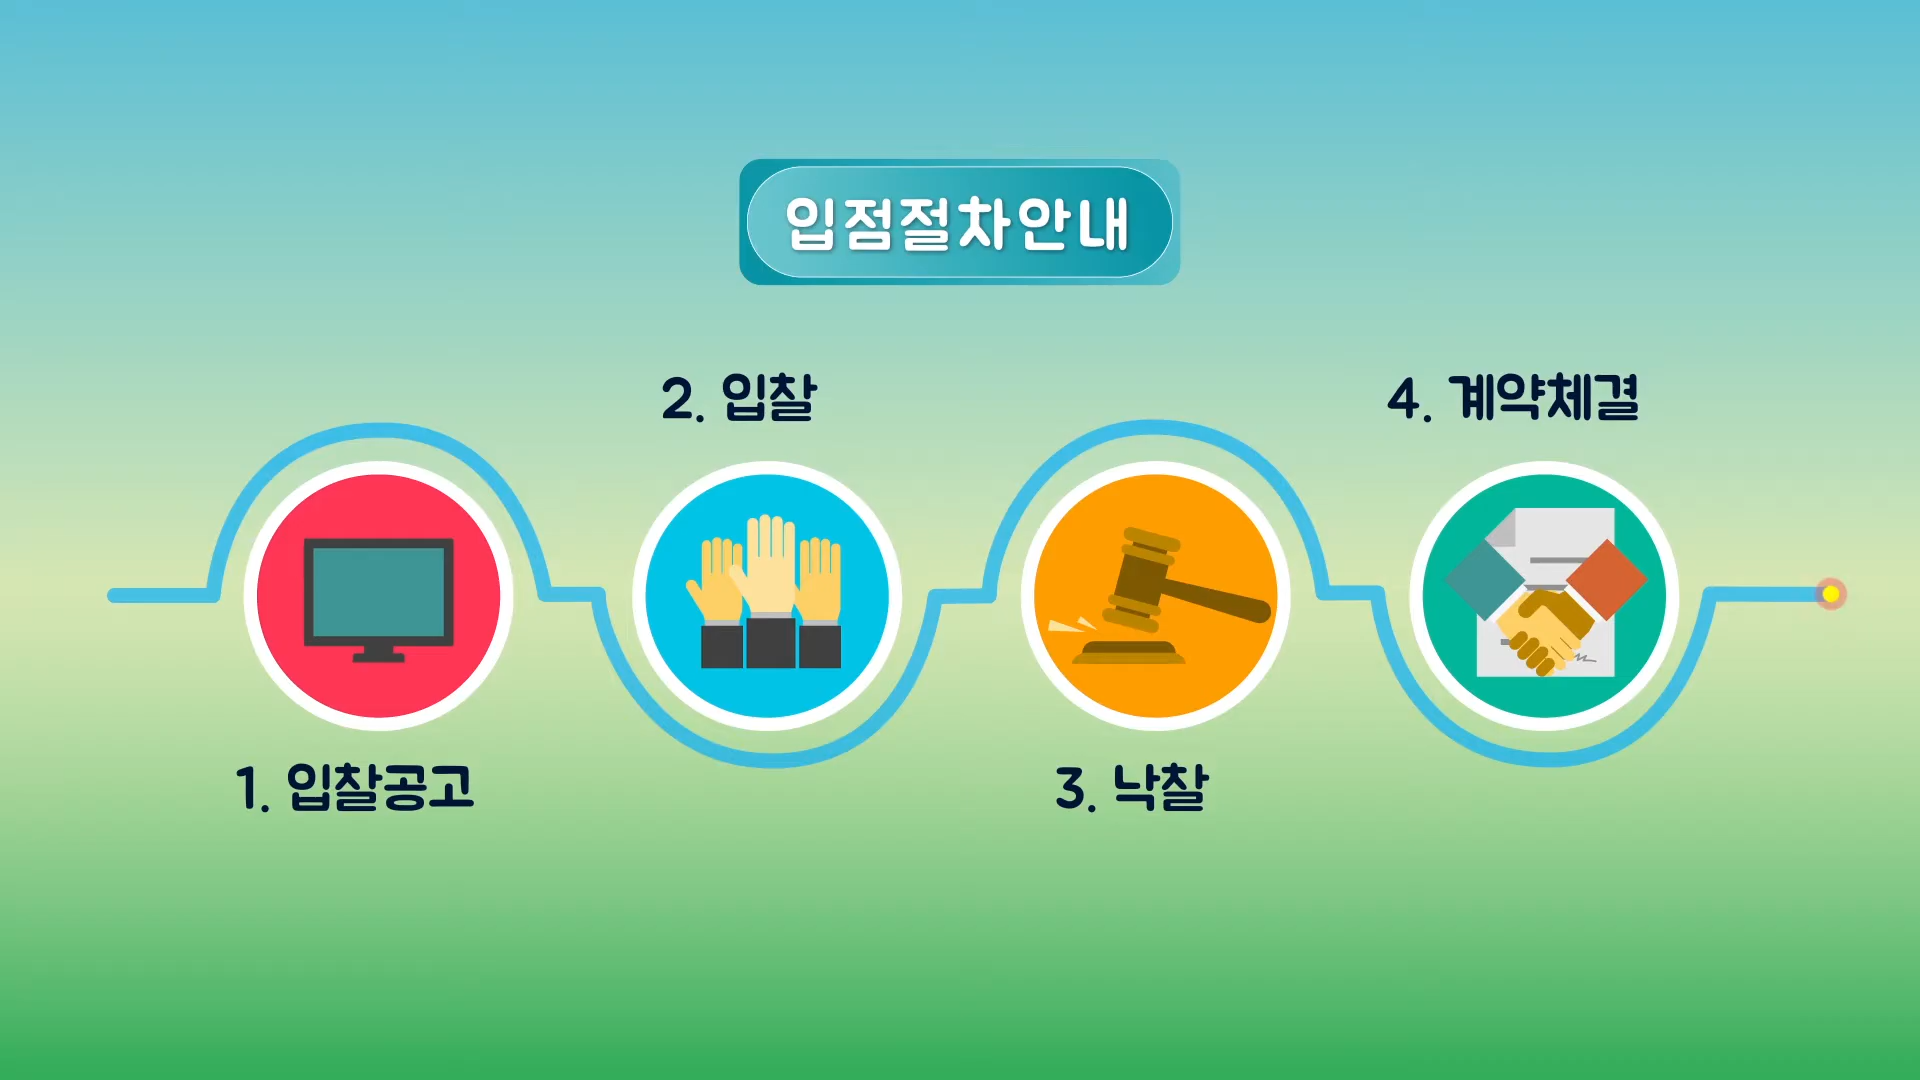 입점절차안내
1. 입찰공고
2. 입찰
3. 낙찰
4. 계약체결